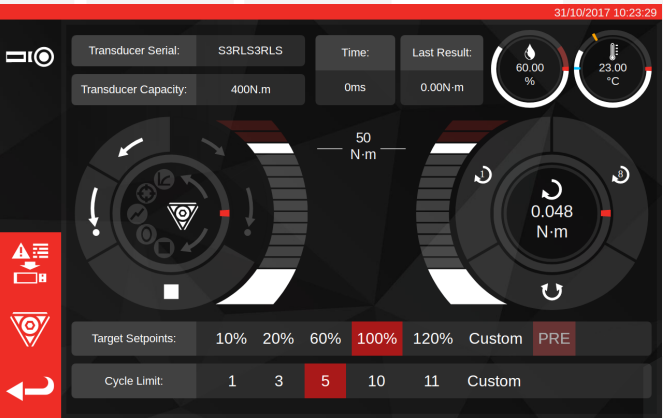 31/10/2017 10:23:29
Transducer Serial: S3RLS3RLS
Time:
Last Result:
60.00
%
23.00
°C
Transducer Capacity: 400N.m
0ms
0.00N·m
50
N·m
1
8
0.048
N·m
Target Setpoints: 10% 20% 60% 100% 120% Custom PRE
Cycle Limit: 1 3 5 10 11 Custom